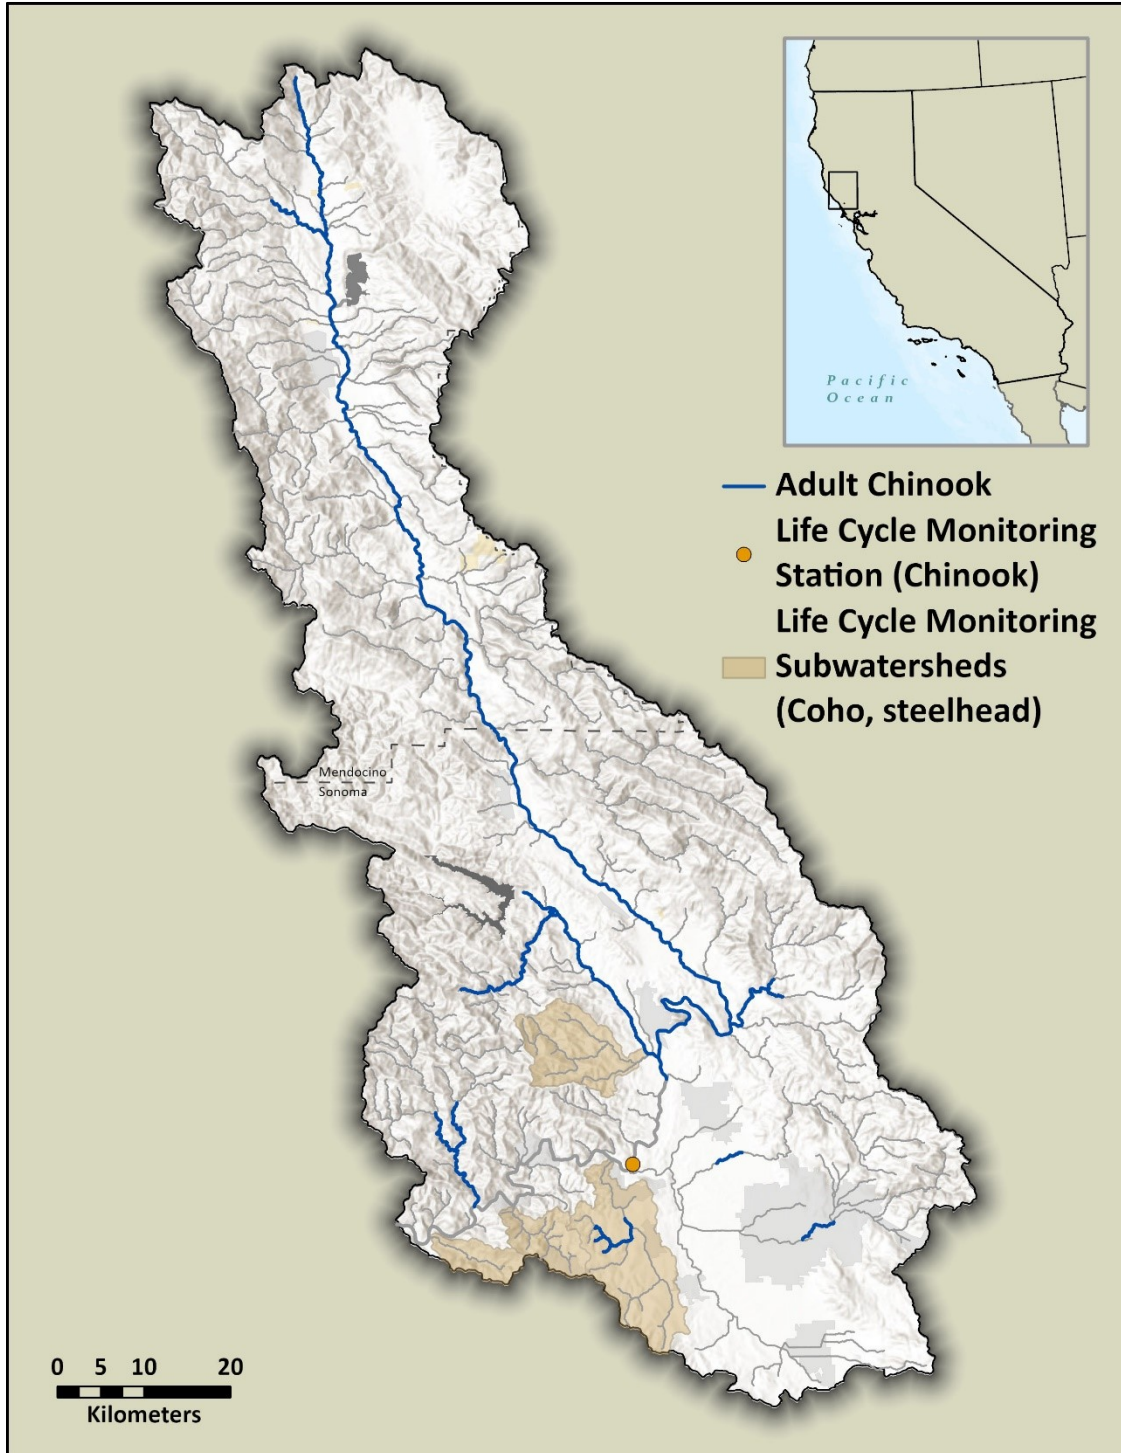 Pacific
Ocean
Adult Chinook
Life Cycle Monitoring
Station (Chinook)
Life Cycle Monitoring
Subwatersheds
(Coho, steelhead)
Mendocino
Sonoma
0 5 10 20
Kilometers